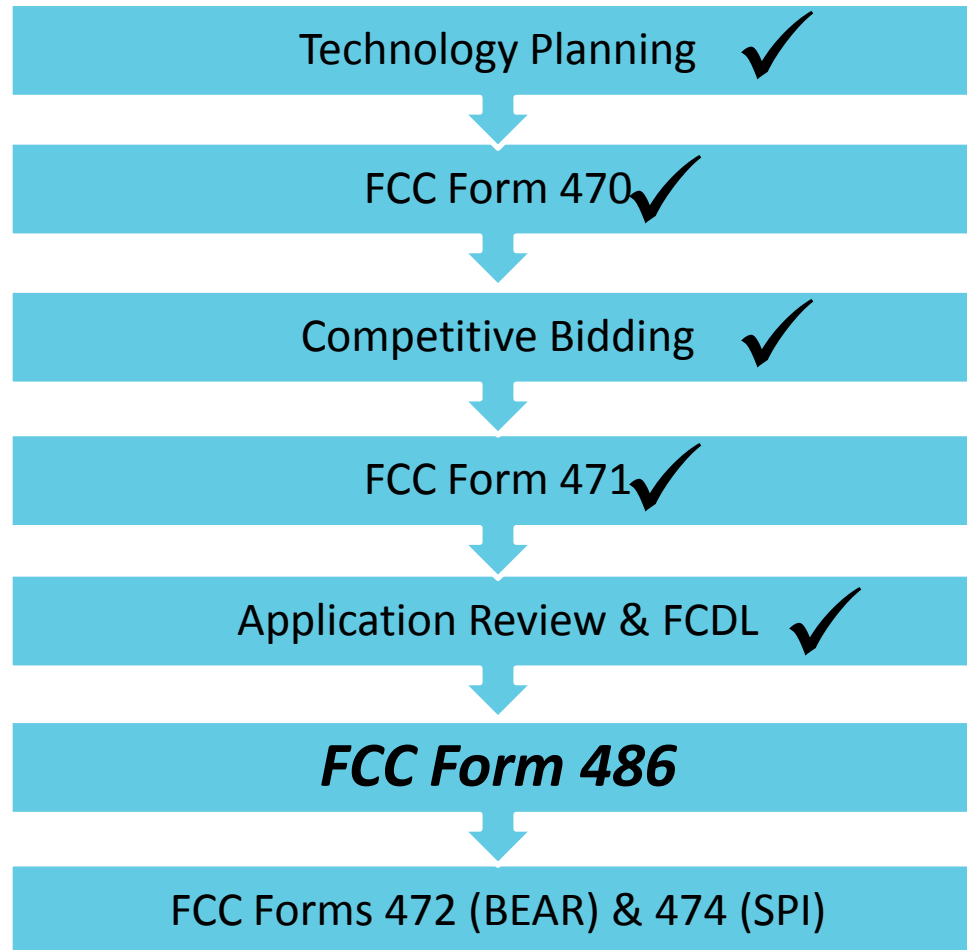 Technology Planning
FCC Form 470
Competitive Bidding
FCC Form 471
Application Review & FCDL
FCC Form 486
FCC Forms 472 (BEAR) & 474 (SPI)